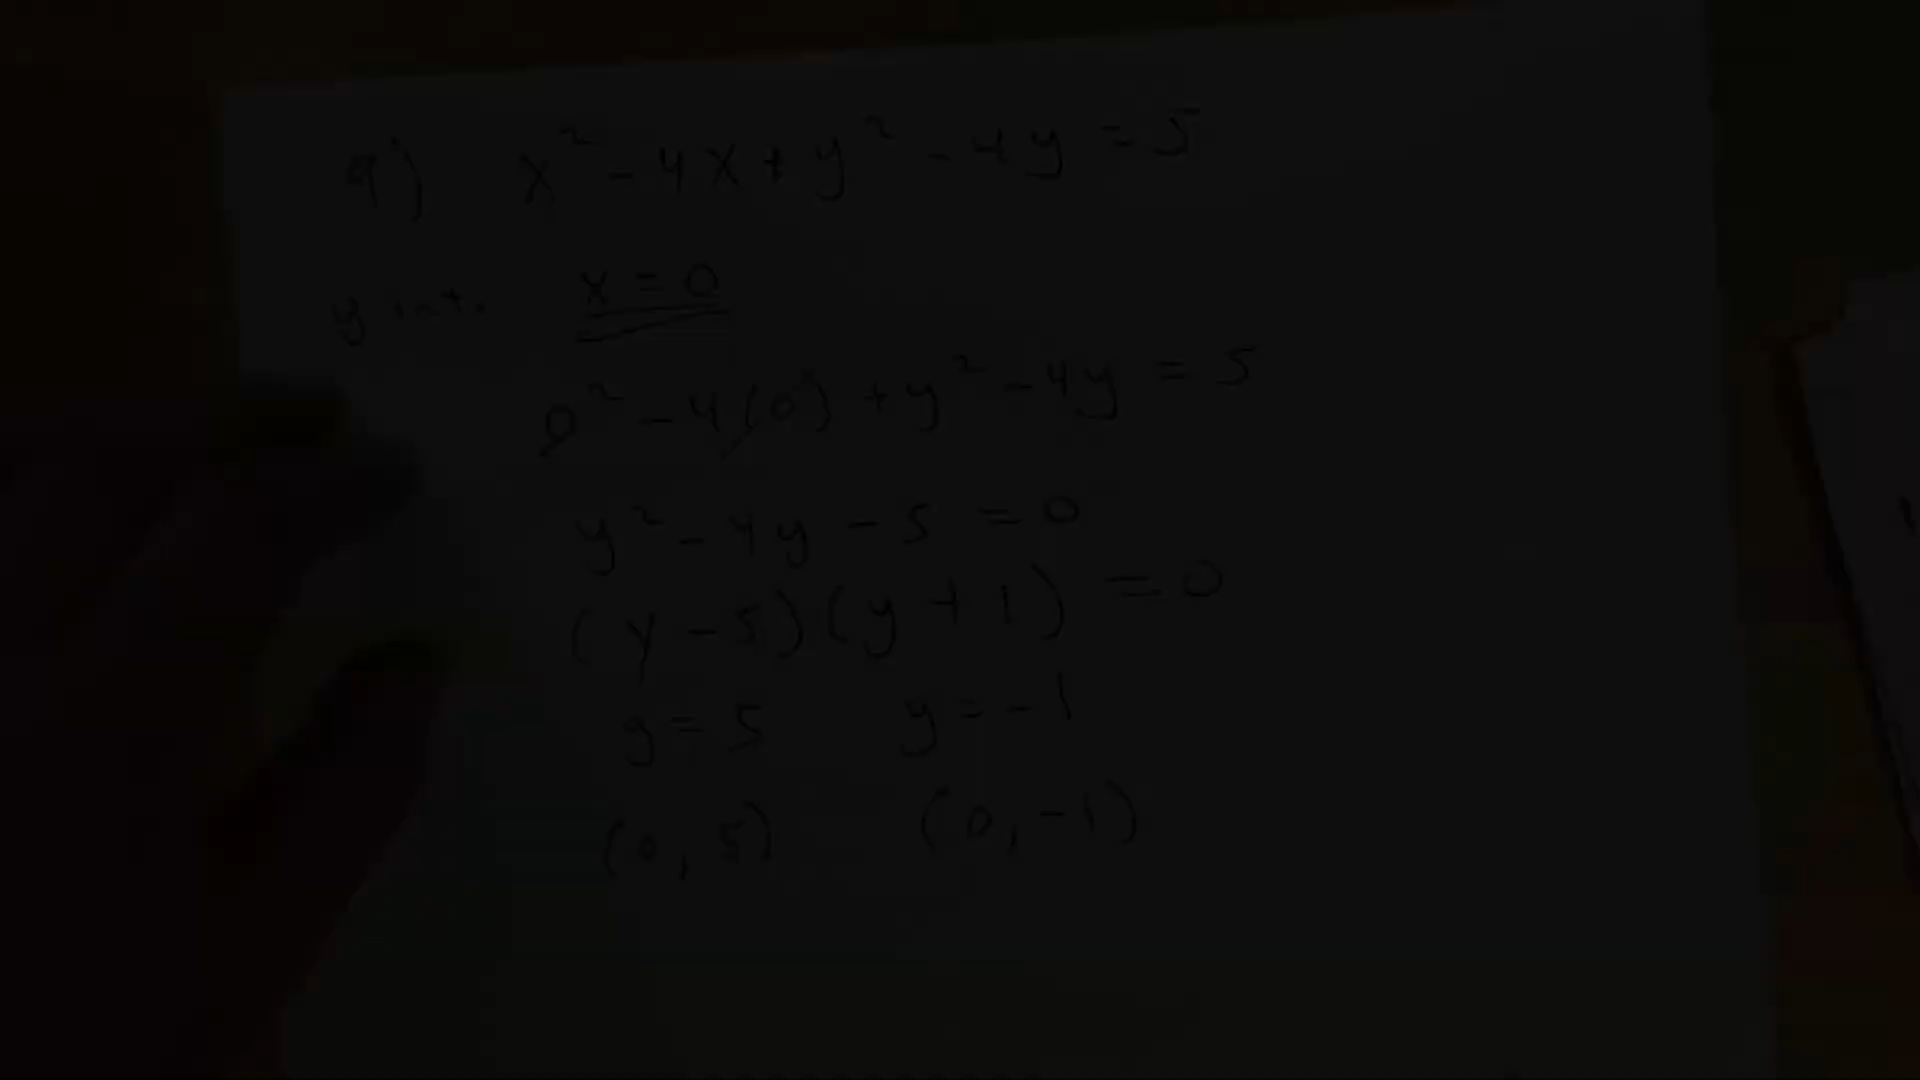 9) x² - 4x + y² - 4y = 5
y int. x = 0
0² - 4(0) + y² - 4y = 5
y² - 4y - 5 = 0
(y - 5)(y + 1) = 0
y = 5 y = -1
(0, 5) (0, -1)